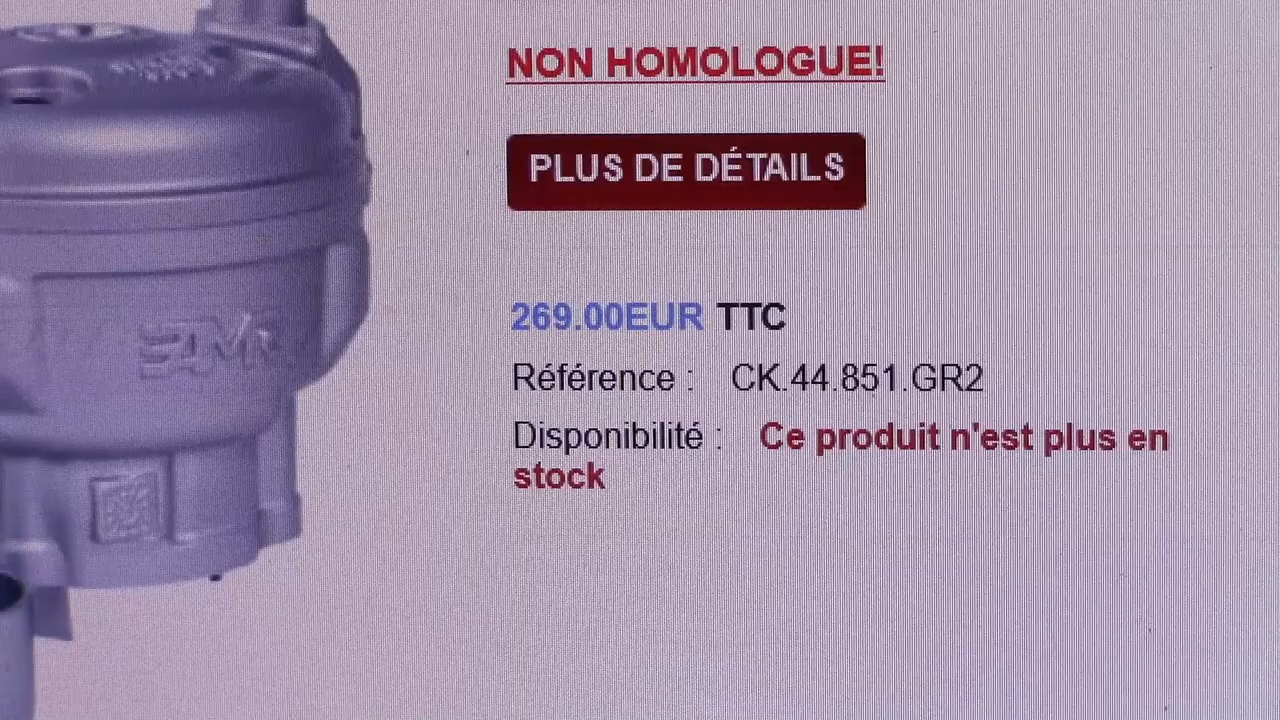 NON HOMOLOGUE!
PLUS DE DÉTAILS
269.00EUR TTC
Référence : CK.44.851.GR2
Disponibilité : Ce produit n'est plus en
stock